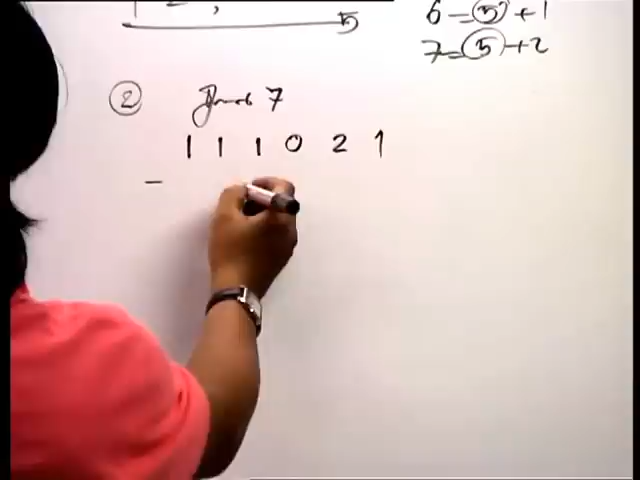 5
6 = 5 + 1
7 = 5 + 2
2
7
1 1 1 0 2 1
-